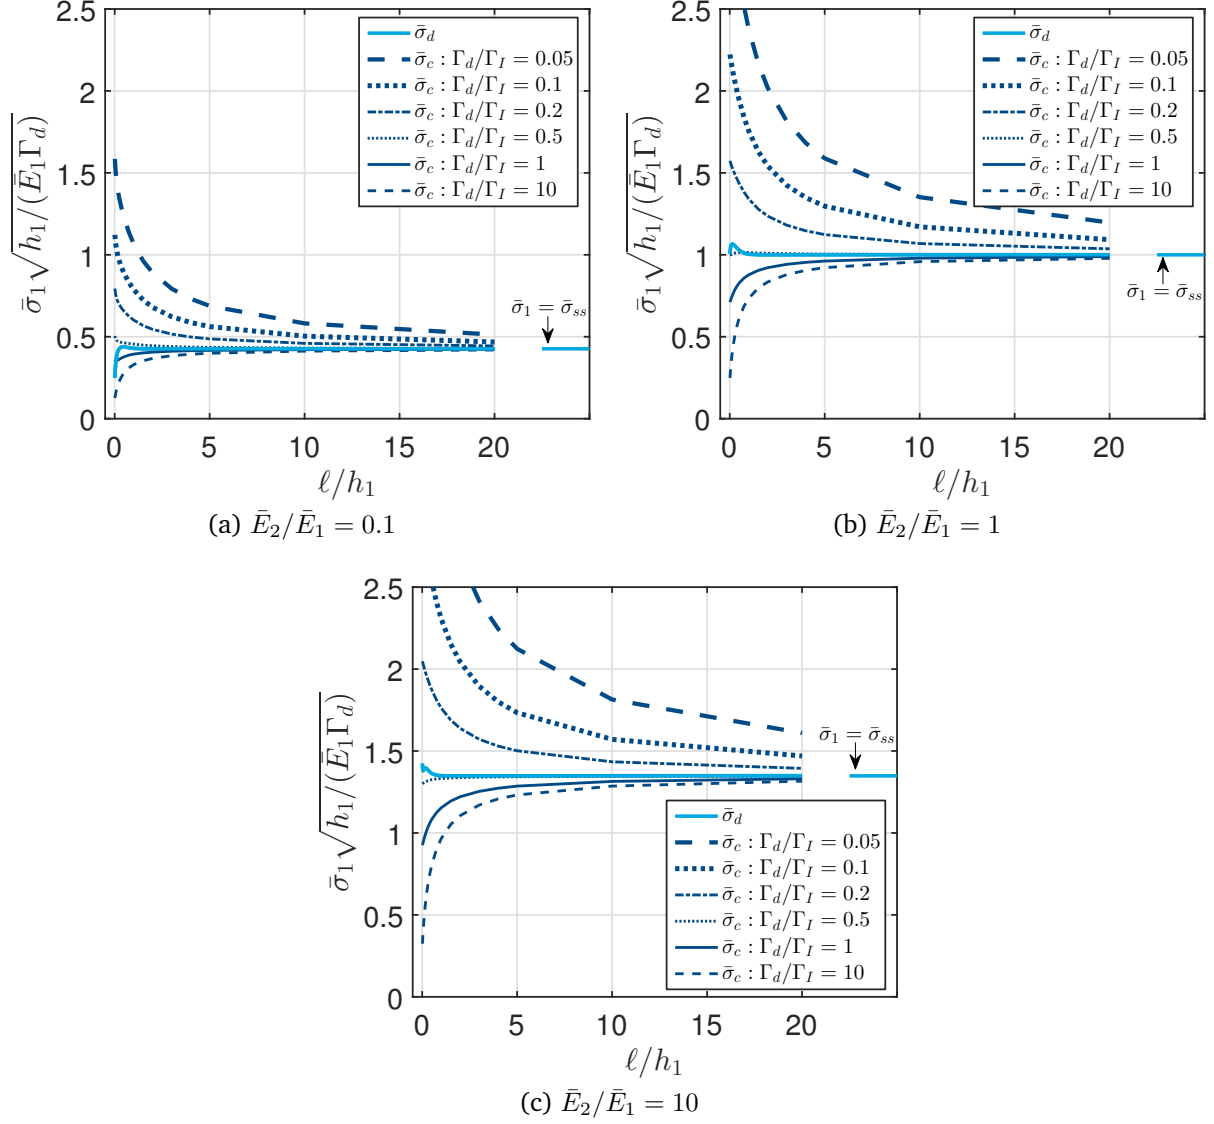 2.5
2
1.5
1
0.5
0
0 5 10 15 20
σ̄₁√(h₁/(Ē₁Γ_d))
ℓ/h₁
σ̄_d
σ̄_c : Γ_d/Γ_I = 0.05
σ̄_c : Γ_d/Γ_I = 0.1
σ̄_c : Γ_d/Γ_I = 0.2
σ̄_c : Γ_d/Γ_I = 0.5
σ̄_c : Γ_d/Γ_I = 1
σ̄_c : Γ_d/Γ_I = 10
σ̄₁ = σ̄_ss
(a) Ē₂/Ē₁ = 0.1
2.5
2
1.5
1
0.5
0
0 5 10 15 20 25
σ̄₁√(h₁/(Ē₁Γ_d))
ℓ/h₁
σ̄_d
σ̄_c : Γ_d/Γ_I = 0.05
σ̄_c : Γ_d/Γ_I = 0.1
σ̄_c : Γ_d/Γ_I = 0.2
σ̄_c : Γ_d/Γ_I = 0.5
σ̄_c : Γ_d/Γ_I = 1
σ̄_c : Γ_d/Γ_I = 10
σ̄₁ = σ̄_ss
(b) Ē₂/Ē₁ = 1
2.5
2
1.5
1
0.5
0
0 5 10 15 20
σ̄₁√(h₁/(Ē₁Γ_d))
ℓ/h₁
σ̄₁ = σ̄_ss
σ̄_d
σ̄_c : Γ_d/Γ_I = 0.05
σ̄_c : Γ_d/Γ_I = 0.1
σ̄_c : Γ_d/Γ_I = 0.2
σ̄_c : Γ_d/Γ_I = 0.5
σ̄_c : Γ_d/Γ_I = 1
σ̄_c : Γ_d/Γ_I = 10
(c) Ē₂/Ē₁ = 10